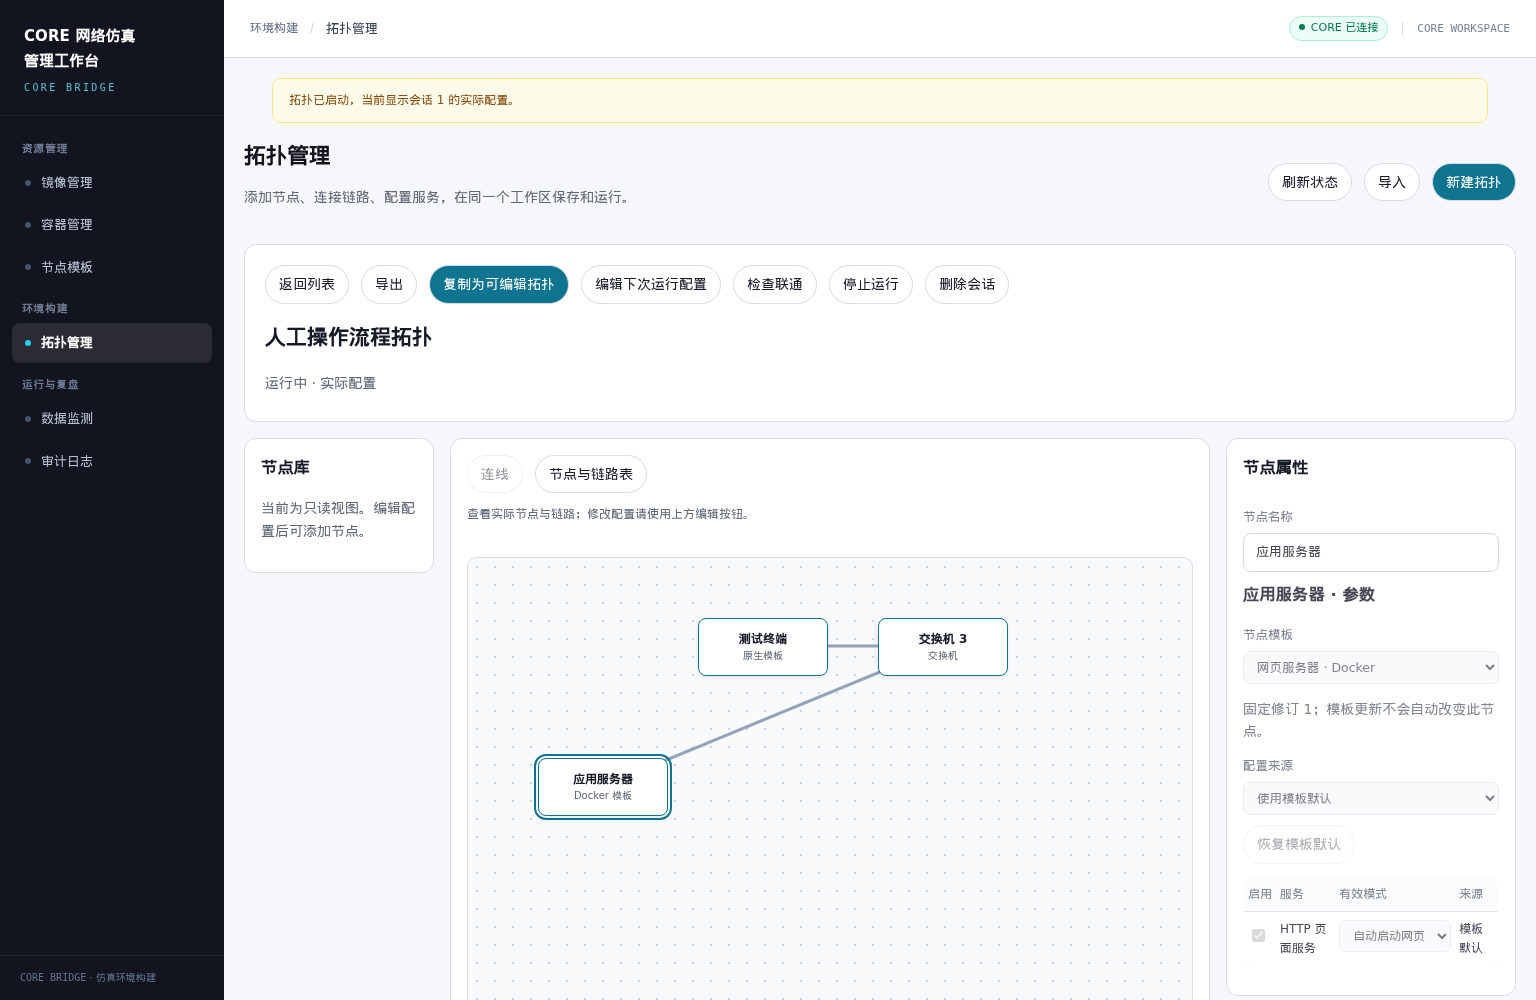 CORE 网络仿真
管理工作台
CORE BRIDGE
资源管理
镜像管理
容器管理
节点模板
环境构建
拓扑管理
运行与复盘
数据监测
审计日志
CORE BRIDGE · 仿真环境构建
环境构建 / 拓扑管理
CORE 已连接
CORE WORKSPACE
拓扑已启动，当前显示会话 1 的实际配置。
拓扑管理
添加节点、连接链路、配置服务，在同一个工作区保存和运行。
刷新状态
导入
新建拓扑
返回列表
导出
复制为可编辑拓扑
编辑下次运行配置
检查联通
停止运行
删除会话
人工操作流程拓扑
运行中 · 实际配置
节点库
当前为只读视图。编辑配
置后可添加节点。
连线
节点与链路表
查看实际节点与链路；修改配置请使用上方编辑按钮。
测试终端
原生模板
交换机 3
交换机
应用服务器
Docker 模板
节点属性
节点名称
应用服务器
应用服务器 · 参数
节点模板
网页服务器 · Docker
固定修订 1；模板更新不会自动改变此节
点。
配置来源
使用模板默认
恢复模板默认
启用 服务 有效模式 来源
HTTP 页
面服务
自动启动网页
模板
默认